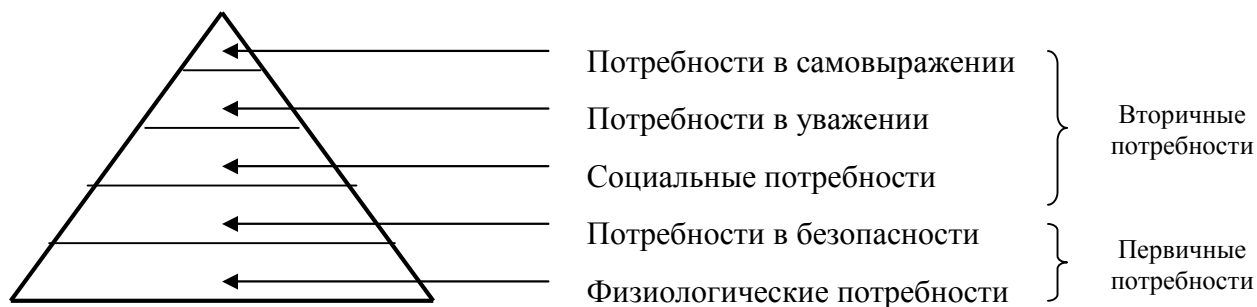 Потребности в самовыражении
Потребности в уважении
Социальные потребности
Потребности в безопасности
Физиологические потребности
Вторичные
потребности
Первичные
потребности